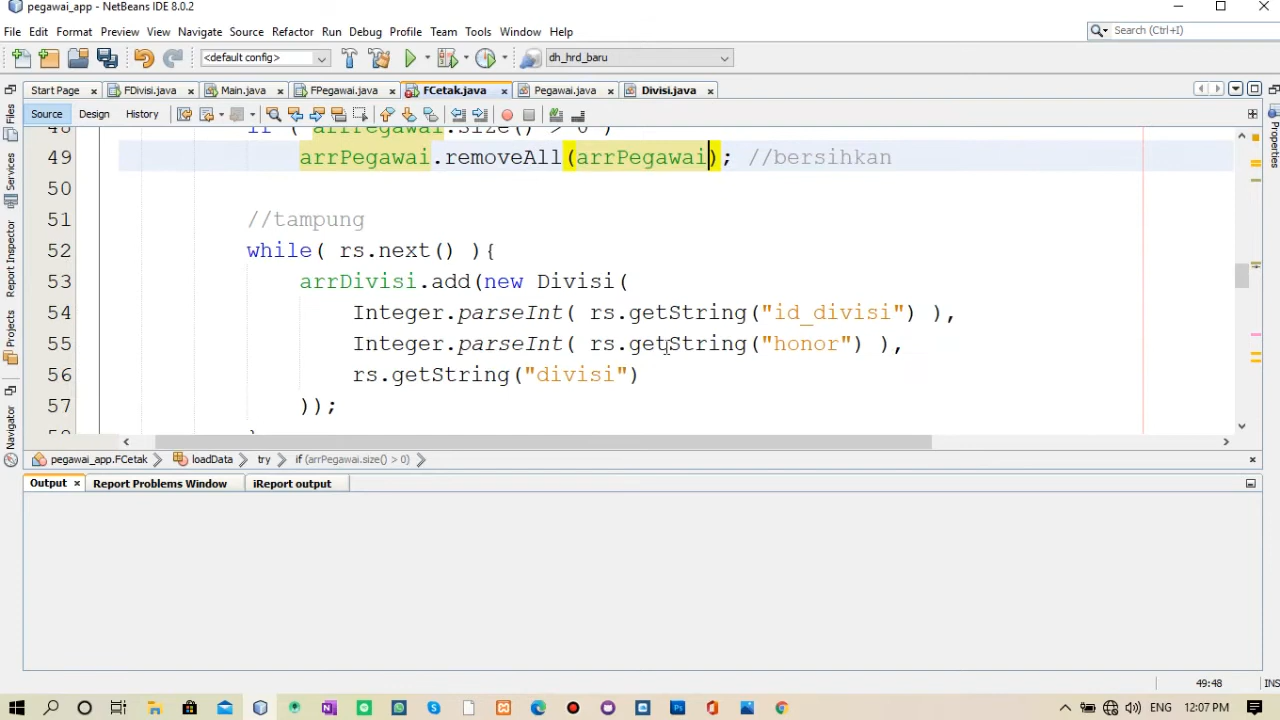 pegawai_app - NetBeans IDE 8.0.2
File Edit Format Preview View Navigate Source Refactor Run Debug Profile Team Tools Window Help
Search (Ctrl+I)
<default config>
dh_hrd_baru
Start Page FDivisi.java Main.java FPegawai.java FCetak.java Pegawai.java Divisi.java
Source Design History
48 if ( arrPegawai.size() > 0 )
49 arrPegawai.removeAll(arrPegawai); //bersihkan
50
51 //tampung
52 while( rs.next() ){
53 arrDivisi.add(new Divisi(
54 Integer.parseInt( rs.getString("id_divisi") ),
55 Integer.parseInt( rs.getString("honor") ),
56 rs.getString("divisi")
57 ));
58 }
Files
Services
Report Inspector
Projects
Navigator
Properties
pegawai_app.FCetak loadData try if (arrPegawai.size() > 0)
Output Report Problems Window iReport output
49:48 INS
ENG 12:07 PM